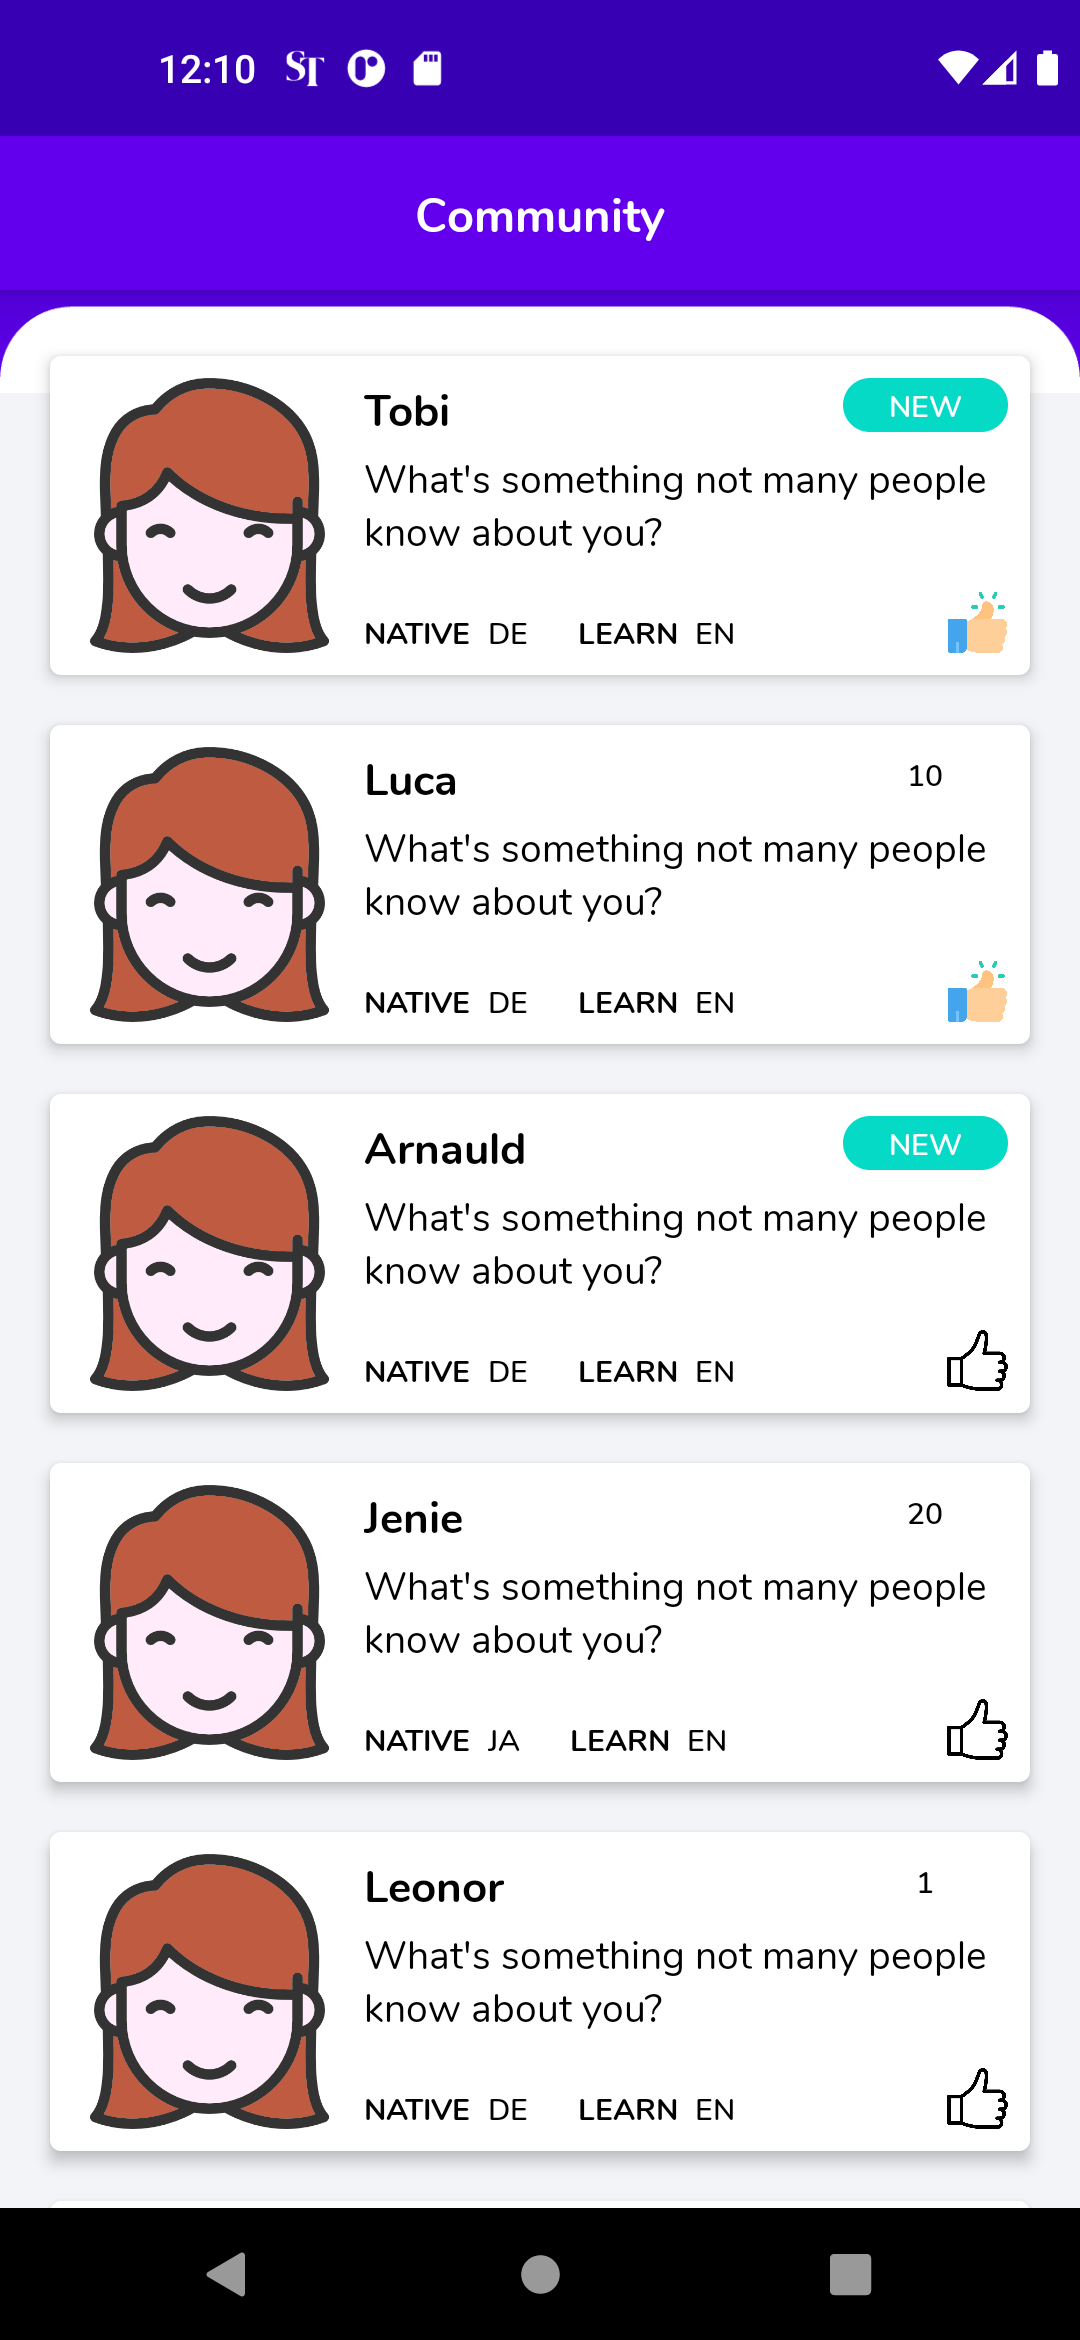 12:10
Community
Tobi
NEW
What's something not many people
know about you?
NATIVE DE LEARN EN
Luca
10
What's something not many people
know about you?
NATIVE DE LEARN EN
Arnauld
NEW
What's something not many people
know about you?
NATIVE DE LEARN EN
Jenie
20
What's something not many people
know about you?
NATIVE JA LEARN EN
Leonor
1
What's something not many people
know about you?
NATIVE DE LEARN EN